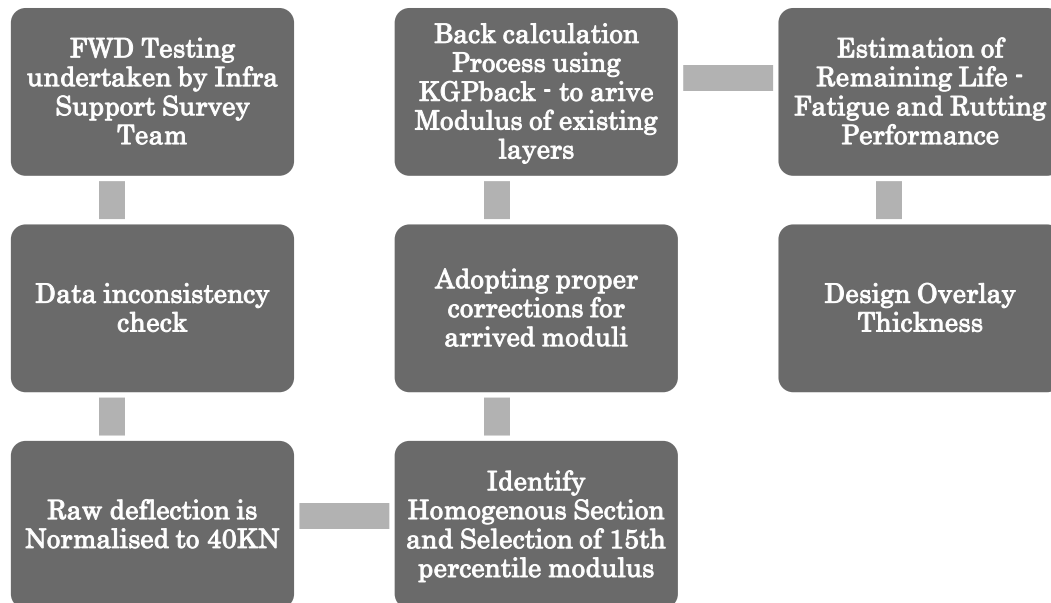 FWD Testing
undertaken by Infra
Support Survey
Team
Data inconsistency
check
Raw deflection is
Normalised to 40KN
Identify
Homogenous Section
and Selection of 15th
percentile modulus
Adopting proper
corrections for
arrived moduli
Back calculation
Process using
KGPback - to arive
Modulus of existing
layers
Estimation of
Remaining Life -
Fatigue and Rutting
Performance
Design Overlay
Thickness